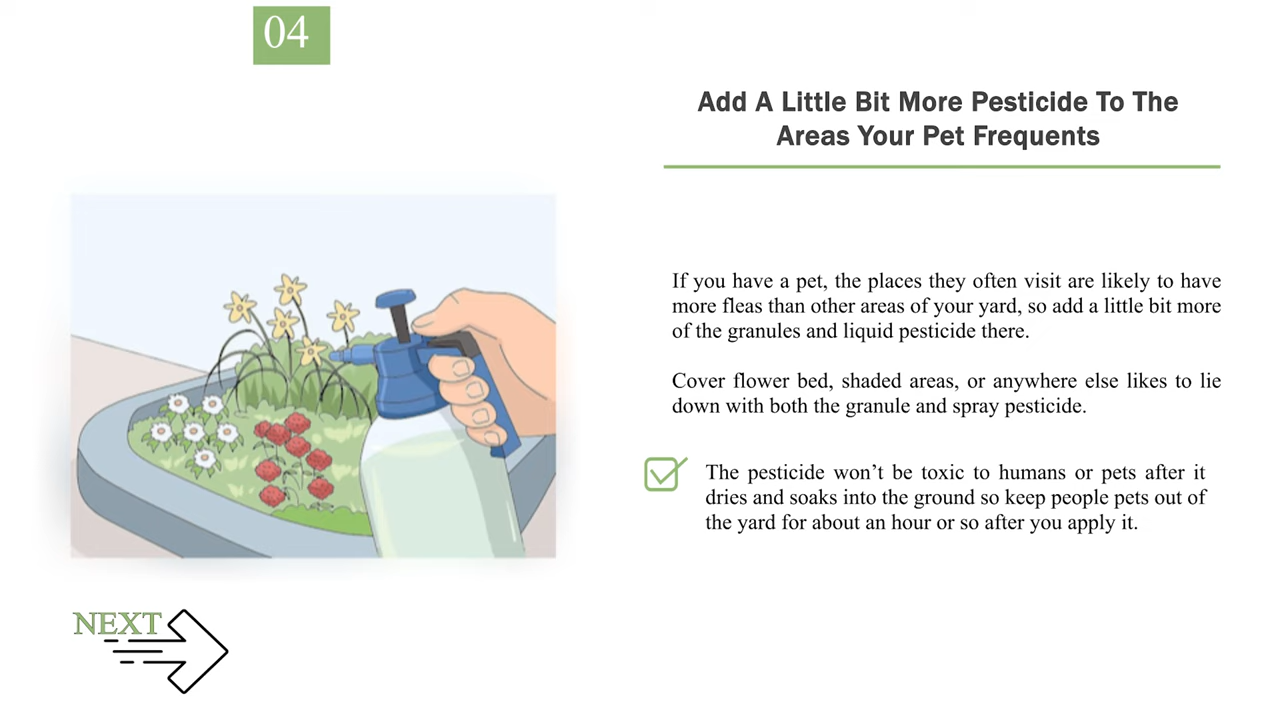 04
Add A Little Bit More Pesticide To The
Areas Your Pet Frequents
If you have a pet, the places they often visit are likely to have
more fleas than other areas of your yard, so add a little bit more
of the granules and liquid pesticide there.
Cover flower bed, shaded areas, or anywhere else likes to lie
down with both the granule and spray pesticide.
The pesticide won’t be toxic to humans or pets after it
dries and soaks into the ground so keep people pets out of
the yard for about an hour or so after you apply it.
NEXT